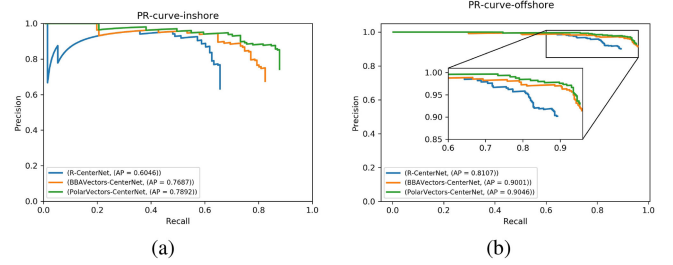 PR-curve-inshore
1.0
0.8
0.6
0.4
0.2
0.0
Precision
(R-CenterNet, (AP = 0.6046))
(BBAVectors-CenterNet, (AP = 0.7687))
(PolarVectors-CenterNet, (AP = 0.7892))
0.0 0.2 0.4 0.6 0.8 1.0
Recall
(a)
PR-curve-offshore
1.0
0.8
0.6
0.4
0.2
0.0
Precision
1.00
0.95
0.90
0.85
0.6 0.7 0.8 0.9
(R-CenterNet, (AP = 0.8107))
(BBAVectors-CenterNet, (AP = 0.9001))
(PolarVectors-CenterNet, (AP = 0.9046))
0.0 0.2 0.4 0.6 0.8 1.0
Recall
(b)